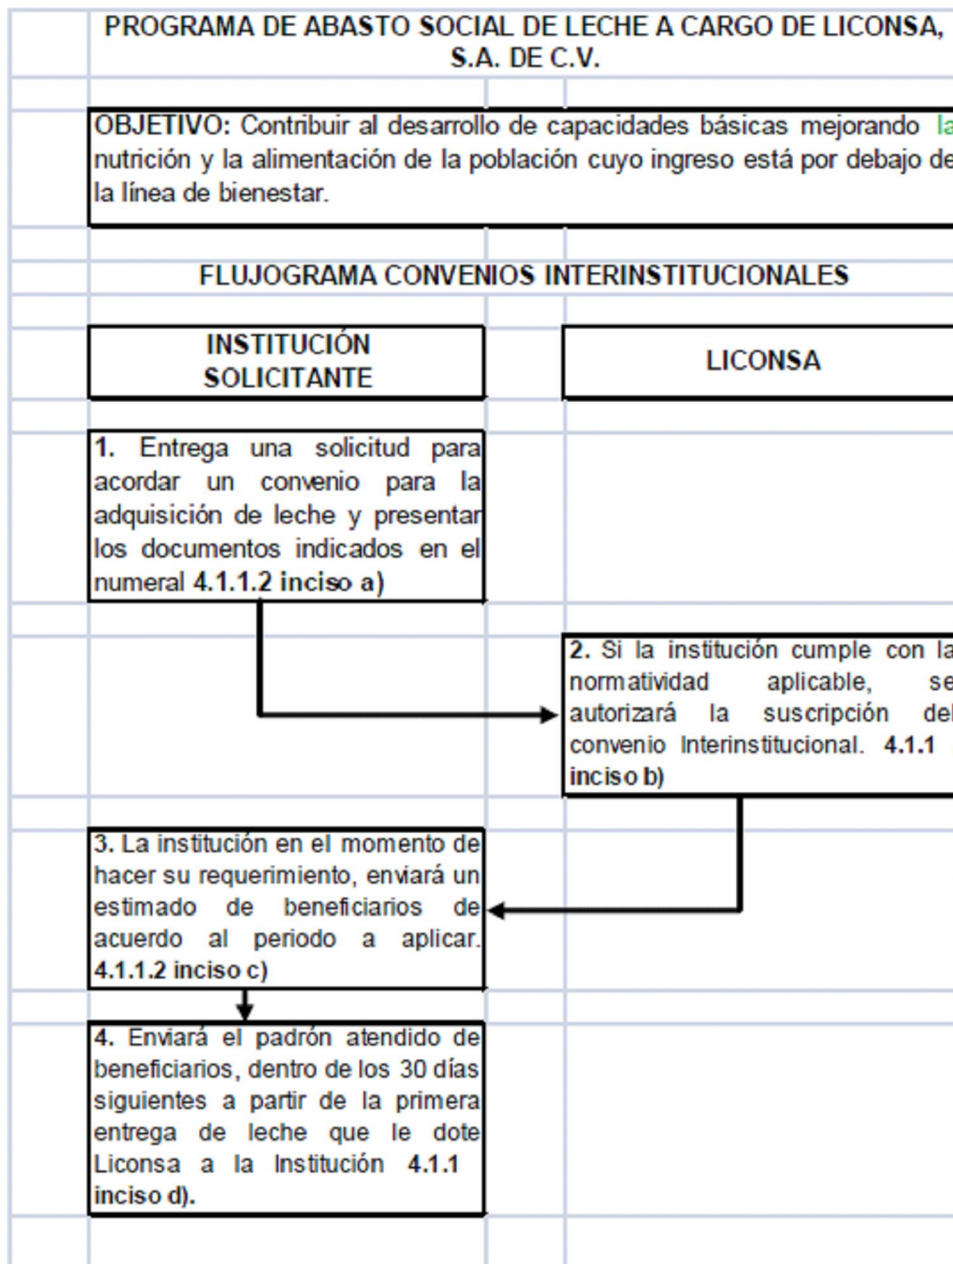 PROGRAMA DE ABASTO SOCIAL DE LECHE A CARGO DE LICONSA,
S.A. DE C.V.
OBJETIVO: Contribuir al desarrollo de capacidades básicas mejorando la
nutrición y la alimentación de la población cuyo ingreso está por debajo de
la línea de bienestar.
FLUJOGRAMA CONVENIOS INTERINSTITUCIONALES
INSTITUCIÓN
SOLICITANTE
LICONSA
1. Entrega una solicitud para
acordar un convenio para la
adquisición de leche y presentar
los documentos indicados en el
numeral 4.1.1.2 inciso a)
2. Si la institución cumple con la
normatividad aplicable, se
autorizará la suscripción del
convenio Interinstitucional. 4.1.1
inciso b)
3. La institución en el momento de
hacer su requerimiento, enviará un
estimado de beneficiarios de
acuerdo al periodo a aplicar.
4.1.1.2 inciso c)
4. Enviará el padrón atendido de
beneficiarios, dentro de los 30 días
siguientes a partir de la primera
entrega de leche que le dote
Liconsa a la Institución 4.1.1
inciso d).